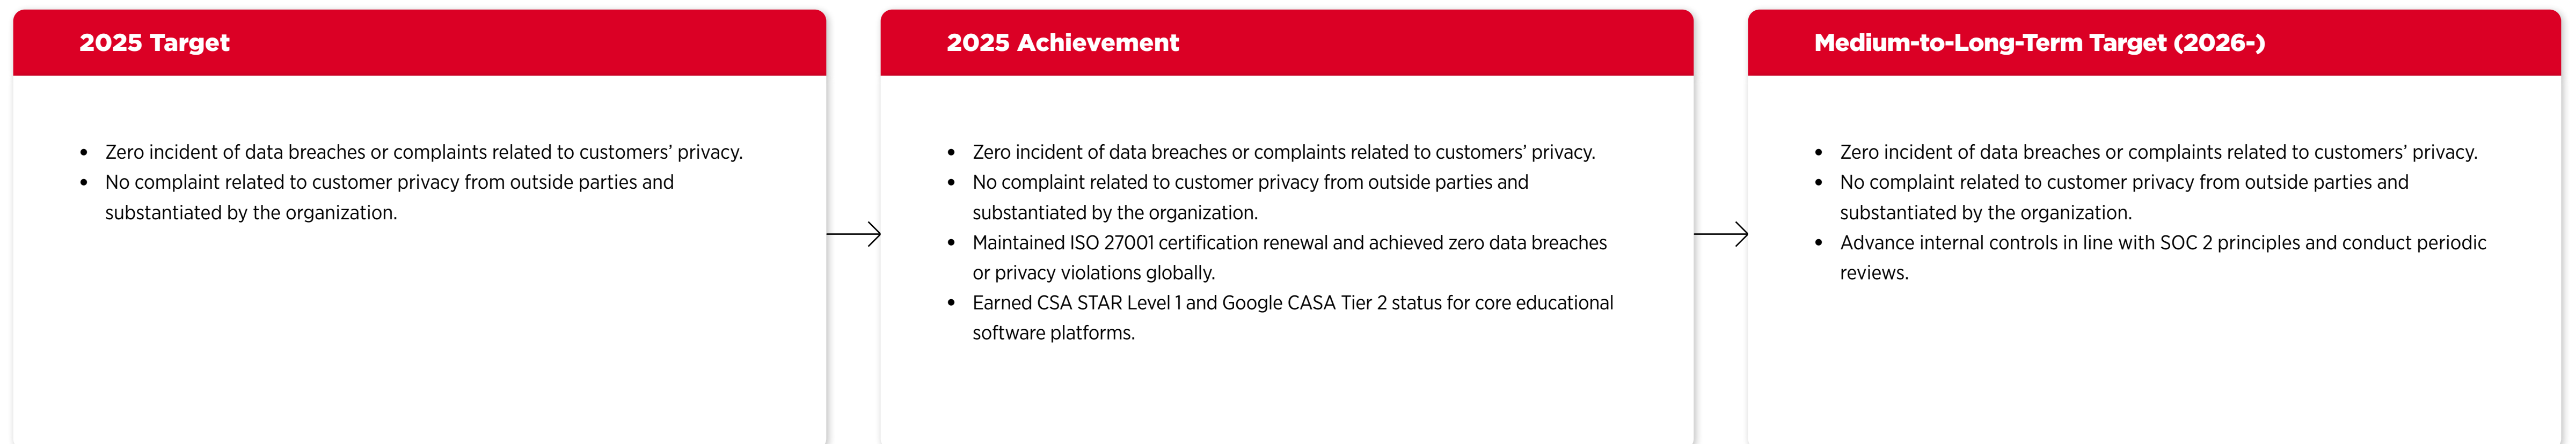 2025 Target
• Zero incident of data breaches or complaints related to customers’ privacy.
• No complaint related to customer privacy from outside parties and
substantiated by the organization.
2025 Achievement
• Zero incident of data breaches or complaints related to customers’ privacy.
• No complaint related to customer privacy from outside parties and
substantiated by the organization.
• Maintained ISO 27001 certification renewal and achieved zero data breaches
or privacy violations globally.
• Earned CSA STAR Level 1 and Google CASA Tier 2 status for core educational
software platforms.
Medium-to-Long-Term Target (2026-)
• Zero incident of data breaches or complaints related to customers’ privacy.
• No complaint related to customer privacy from outside parties and
substantiated by the organization.
• Advance internal controls in line with SOC 2 principles and conduct periodic
reviews.